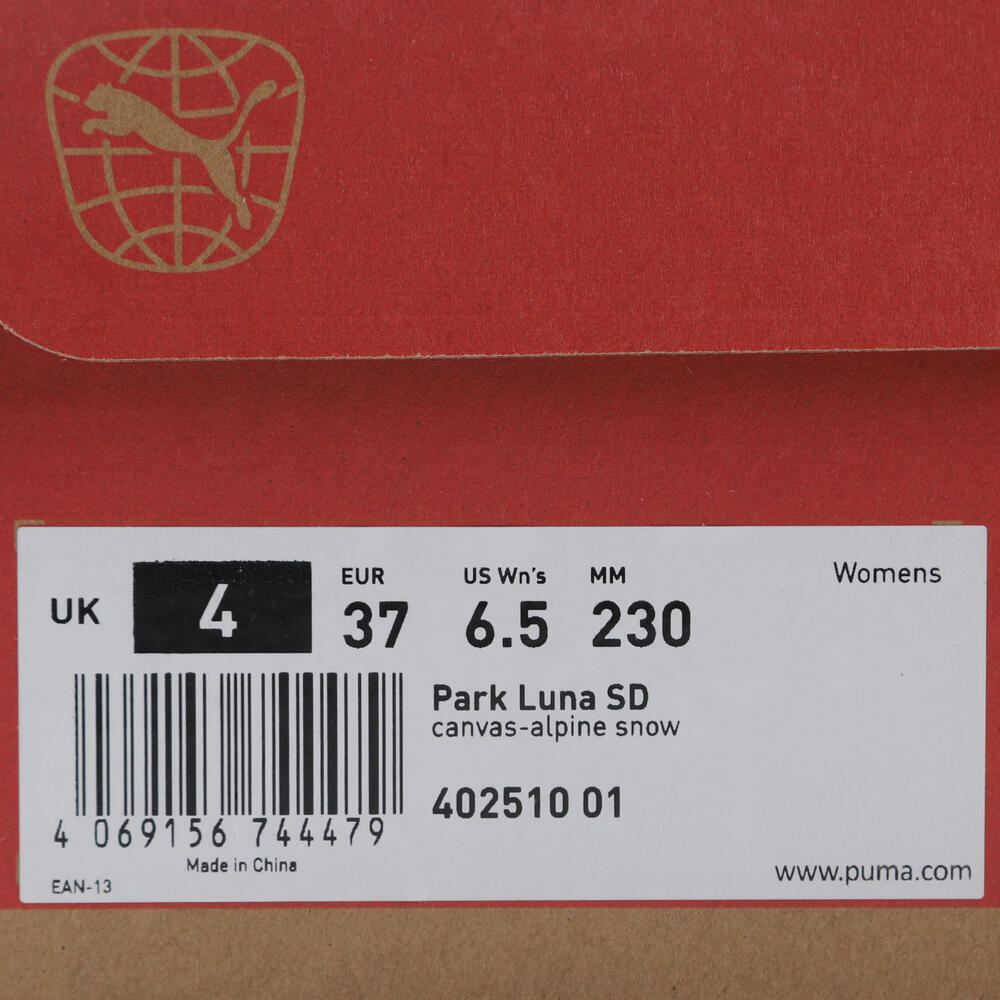 UK 4
EUR 37
US Wn's 6.5
MM 230
Womens
Park Luna SD
canvas-alpine snow
402510 01
4 069156 744479
Made in China
EAN-13
www.puma.com